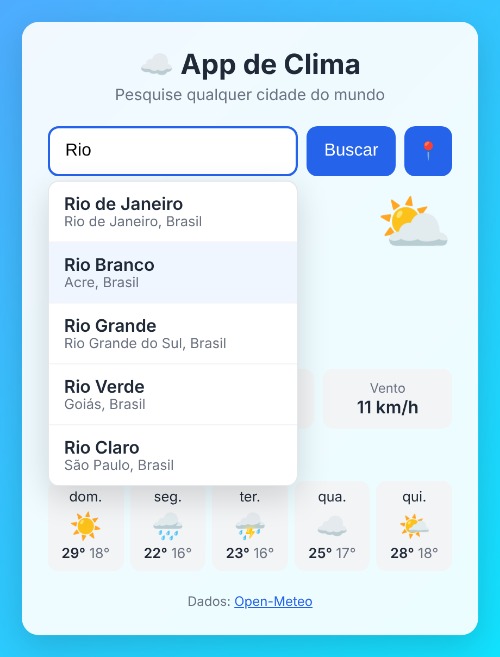 App de Clima
Pesquise qualquer cidade do mundo
Rio
Buscar
Rio de Janeiro
Rio de Janeiro, Brasil
Rio Branco
Acre, Brasil
Rio Grande
Rio Grande do Sul, Brasil
Rio Verde
Goiás, Brasil
Rio Claro
São Paulo, Brasil
Vento
11 km/h
dom. seg. ter. qua. qui.
29° 18° 22° 16° 23° 16° 25° 17° 28° 18°
Dados: Open-Meteo